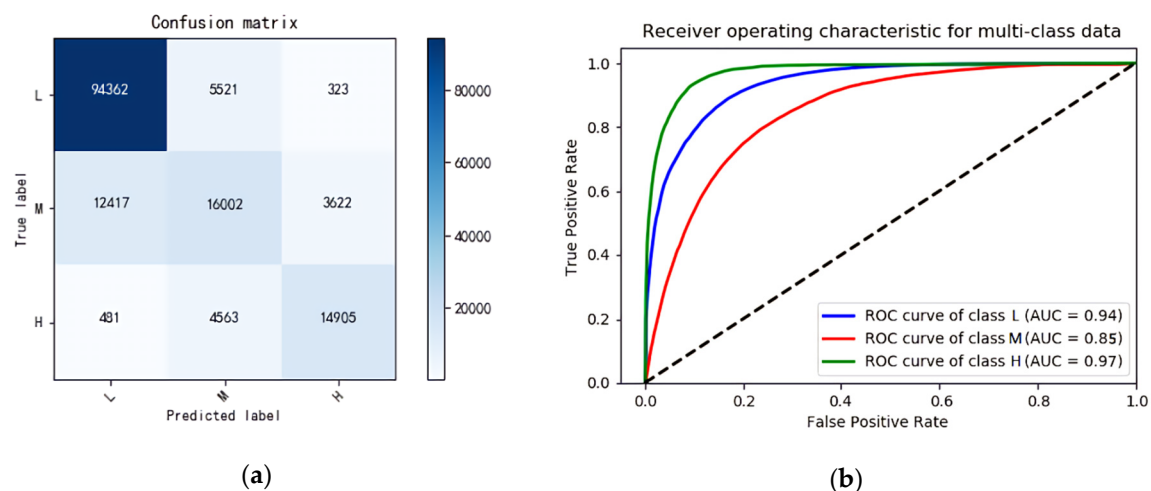 Confusion matrix
True label
L
94362 5521 323
M
12417 16002 3622
H
481 4563 14905
L M H
Predicted label
80000
60000
40000
20000
(a)
Receiver operating characteristic for multi-class data
True Positive Rate
1.0
0.8
0.6
0.4
0.2
0.0
ROC curve of class L (AUC = 0.94)
ROC curve of class M (AUC = 0.85)
ROC curve of class H (AUC = 0.97)
0.0 0.2 0.4 0.6 0.8 1.0
False Positive Rate
(b)